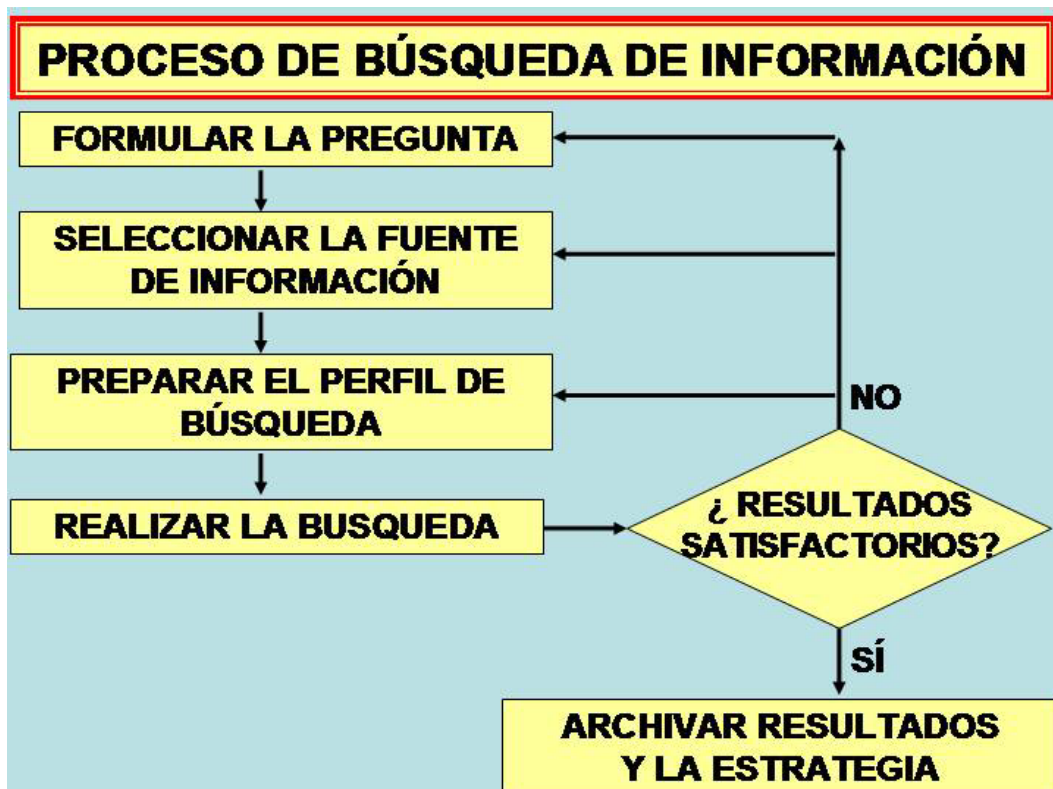 PROCESO DE BÚSQUEDA DE INFORMACIÓN
FORMULAR LA PREGUNTA
SELECCIONAR LA FUENTE
DE INFORMACIÓN
PREPARAR EL PERFIL DE
BÚSQUEDA
REALIZAR LA BUSQUEDA
NO
¿ RESULTADOS
SATISFACTORIOS?
SÍ
ARCHIVAR RESULTADOS
Y LA ESTRATEGIA